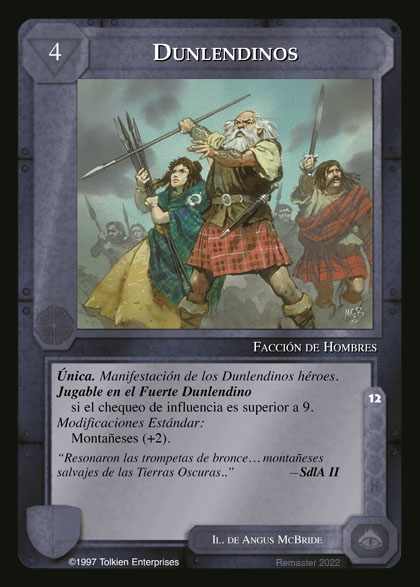 4
DUNLENDINOS
FACCIÓN DE HOMBRES
Única. Manifestación de los Dunlendinos héroes.
Jugable en el Fuerte Dunlendino
si el chequeo de influencia es superior a 9.
Modificaciones Estándar:
Montañeses (+2).
12
“Resonaron las trompetas de bronce… montañeses
salvajes de las Tierras Oscuras..” –SdlA II
H
IL. DE ANGUS MCBRIDE
©1997 Tolkien Enterprises
Remaster 2022